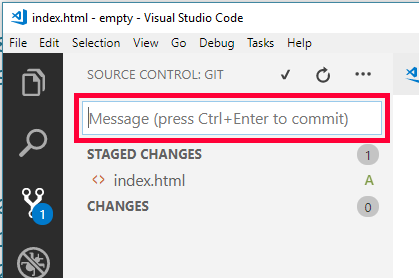 index.html - empty - Visual Studio Code
File Edit Selection View Go Debug Tasks Help
SOURCE CONTROL: GIT
Message (press Ctrl+Enter to commit)
STAGED CHANGES 1
index.html A
CHANGES 0
1